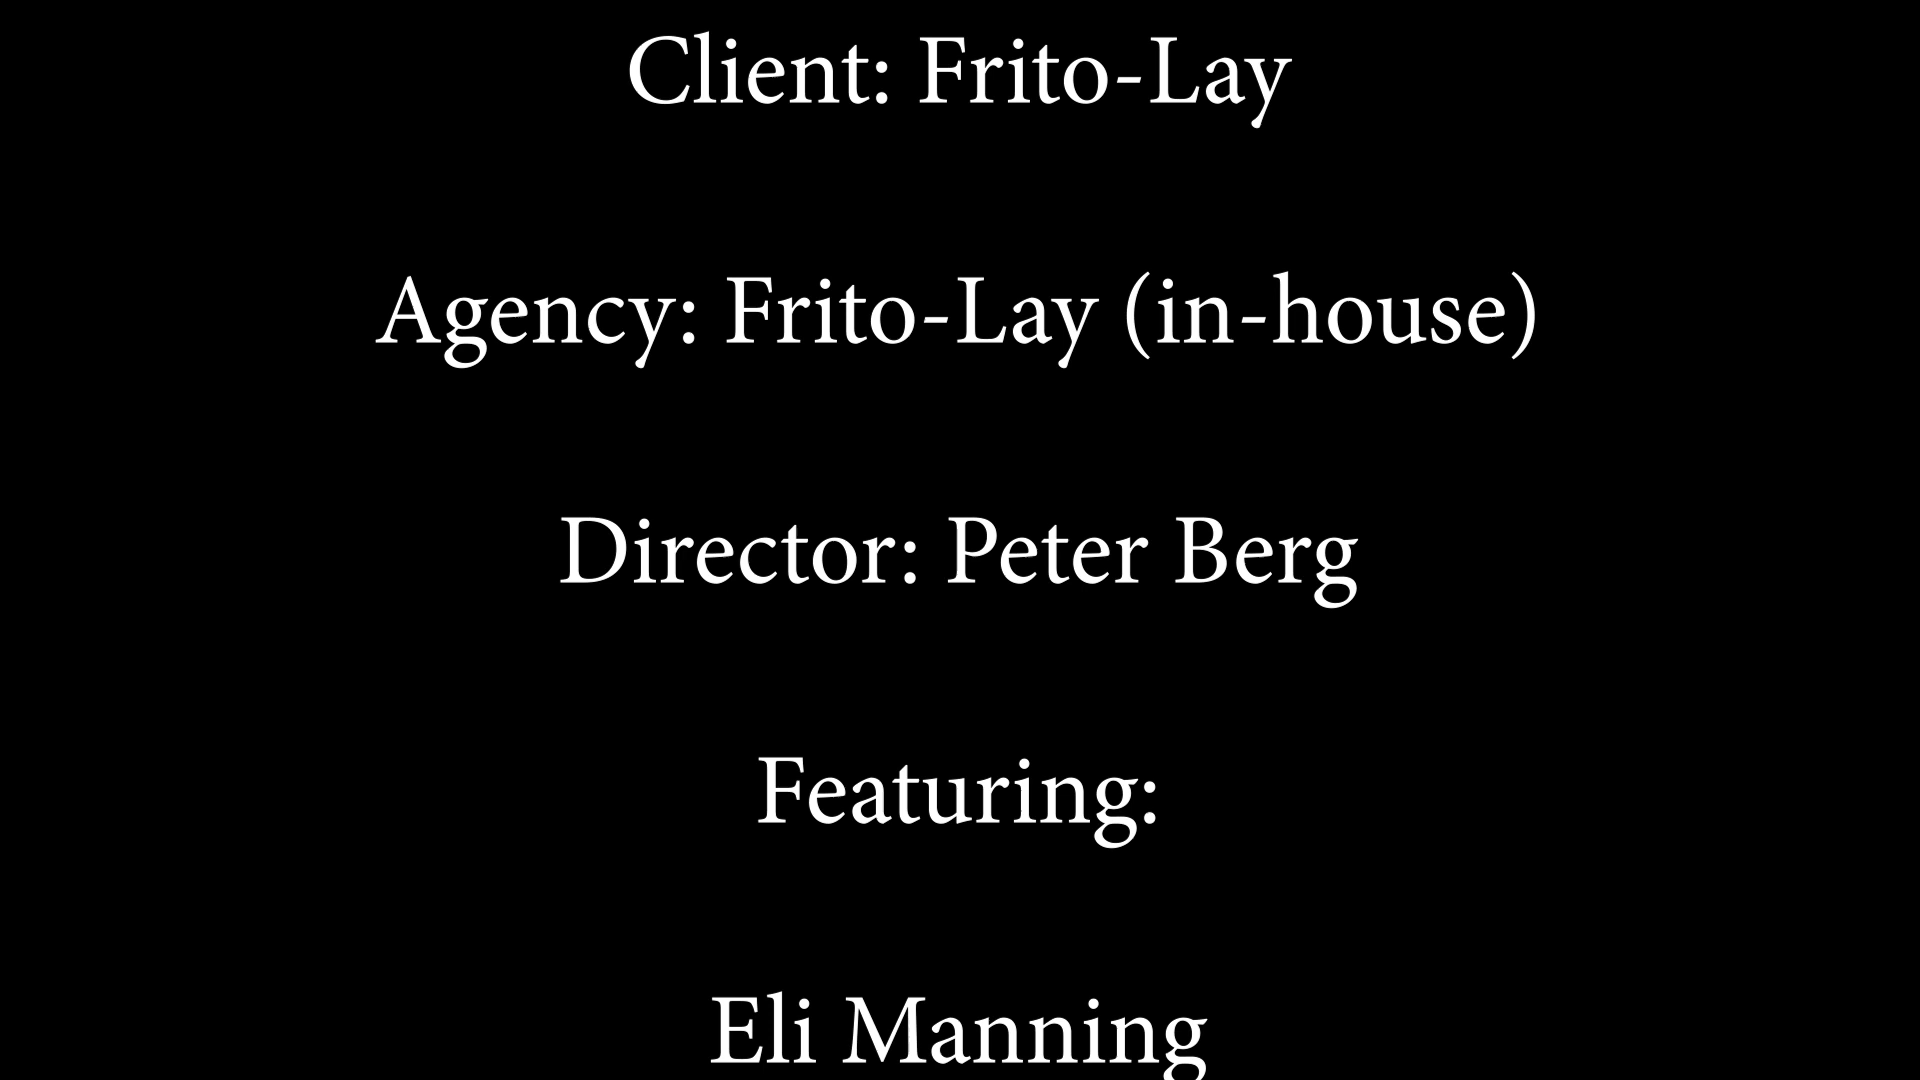 Client: Frito-Lay
Agency: Frito-Lay (in-house)
Director: Peter Berg
Featuring:
Eli Manning